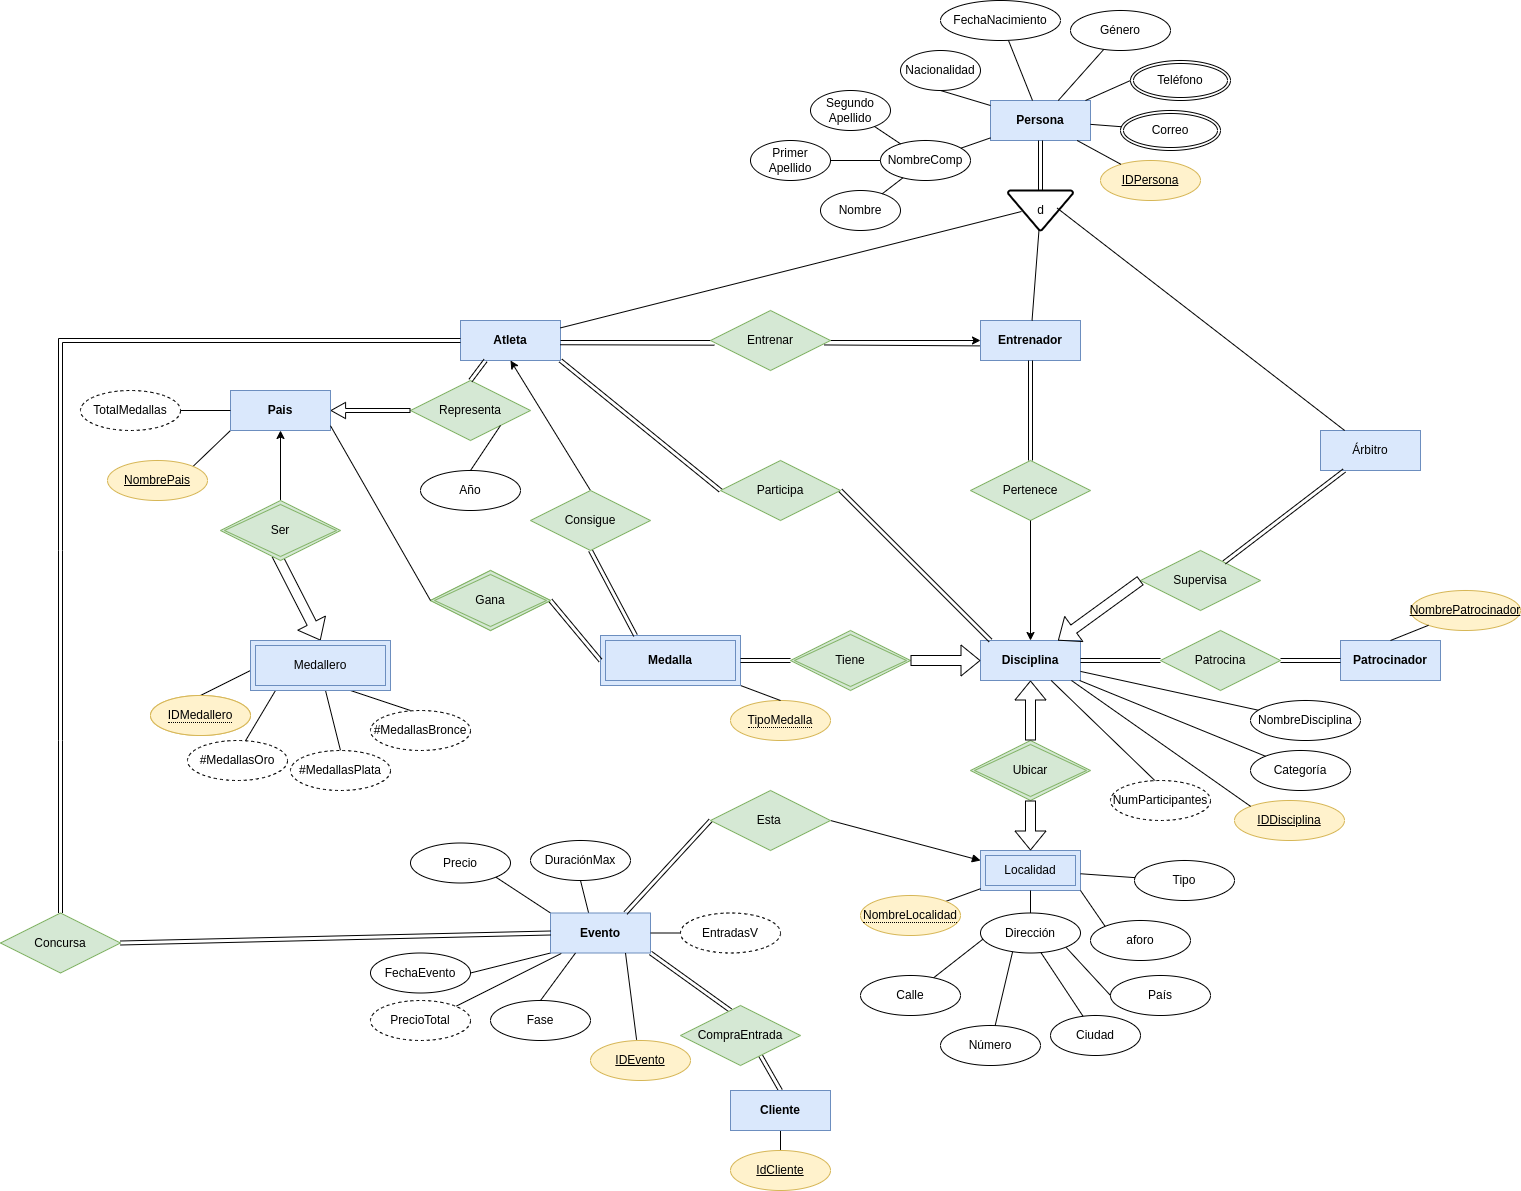 FechaNacimiento
Género
Nacionalidad
Teléfono
Segundo
Apellido
Persona
Correo
Primer
Apellido
NombreComp
IDPersona
Nombre
d
Atleta
Entrenar
Entrenador
TotalMedallas
Pais
Representa
Árbitro
NombrePais
Año
Participa
Pertenece
Ser
Consigue
Supervisa
Gana
NombrePatrocinador
Medallero
Medalla
Tiene
Disciplina
Patrocina
Patrocinador
IDMedallero
TipoMedalla
NombreDisciplina
#MedallasBronce
#MedallasOro
#MedallasPlata
Ubicar
Categoría
NumParticipantes
IDDisciplina
Esta
Precio
DuraciónMax
Localidad
Tipo
NombreLocalidad
Concursa
Evento
EntradasV
Dirección
aforo
FechaEvento
Calle
País
PrecioTotal
Fase
CompraEntrada
Ciudad
Número
IDEvento
Cliente
IdCliente